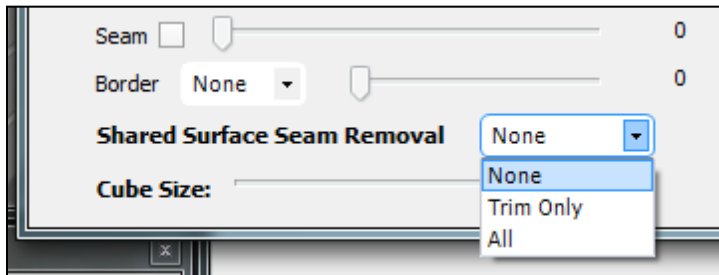 Seam 0
Border None 0
Shared Surface Seam Removal None
Cube Size: None
Trim Only
All
x